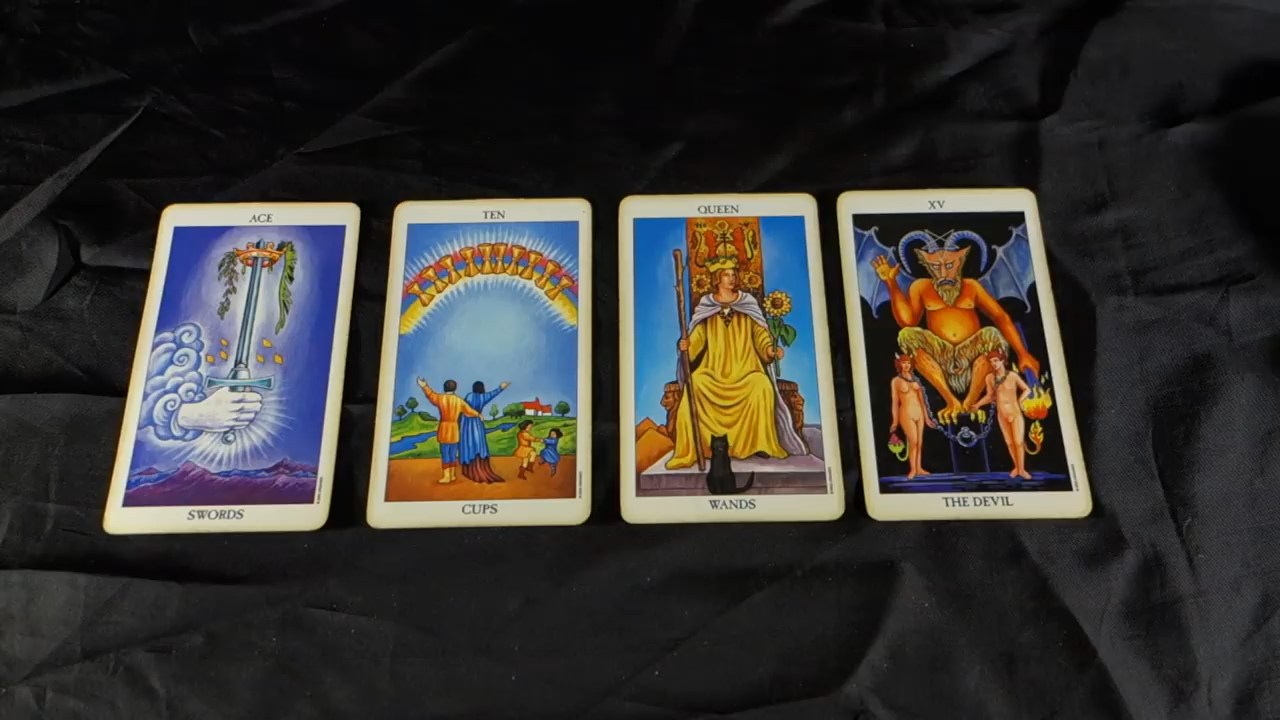 ACE
SWORDS
TEN
CUPS
QUEEN
WANDS
XV
THE DEVIL